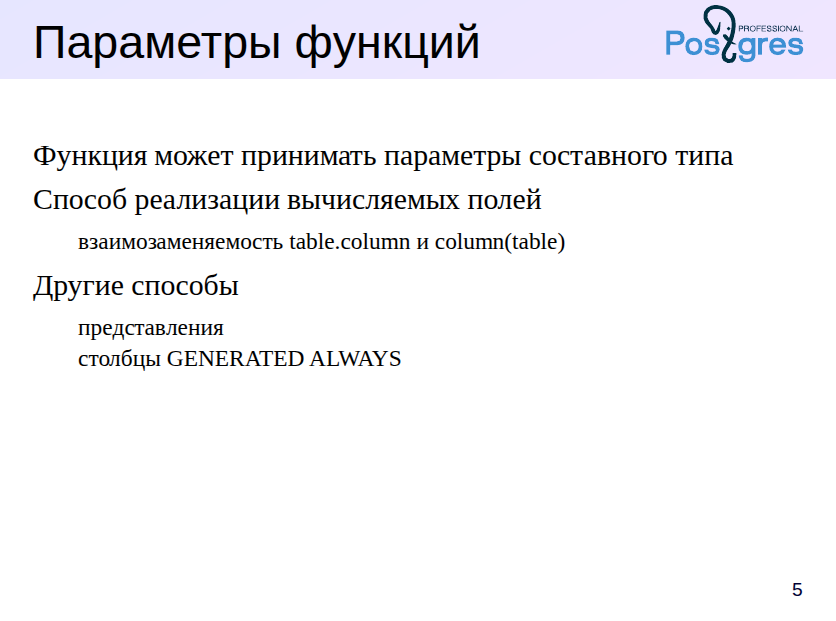 Параметры функций
PROFESSIONAL
Postgres
Функция может принимать параметры составного типа
Способ реализации вычисляемых полей
взаимозаменяемость table.column и column(table)
Другие способы
представления
столбцы GENERATED ALWAYS
5